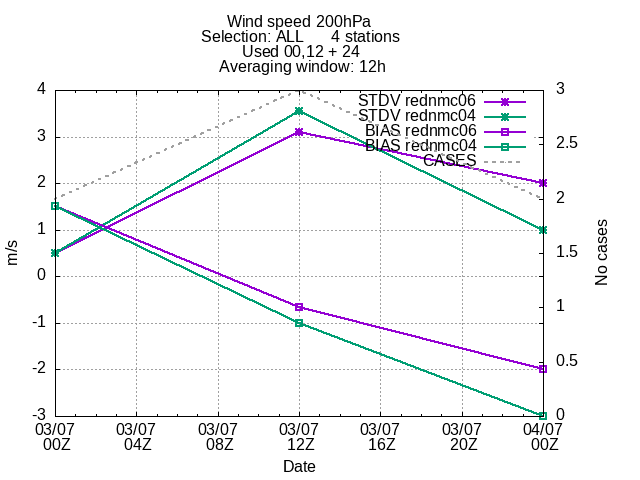 Wind speed 200hPa
Selection: ALL 4 stations
Used 00,12 + 24
Averaging window: 12h
4
3
2
1
0
-1
-2
-3
m/s
3
2.5
2
1.5
1
0.5
0
No cases
STDV rednmc06
STDV rednmc04
BIAS rednmc06
BIAS rednmc04
CASES
03/07 03/07 03/07 03/07 03/07 03/07 04/07
00Z 04Z 08Z 12Z 16Z 20Z 00Z
Date